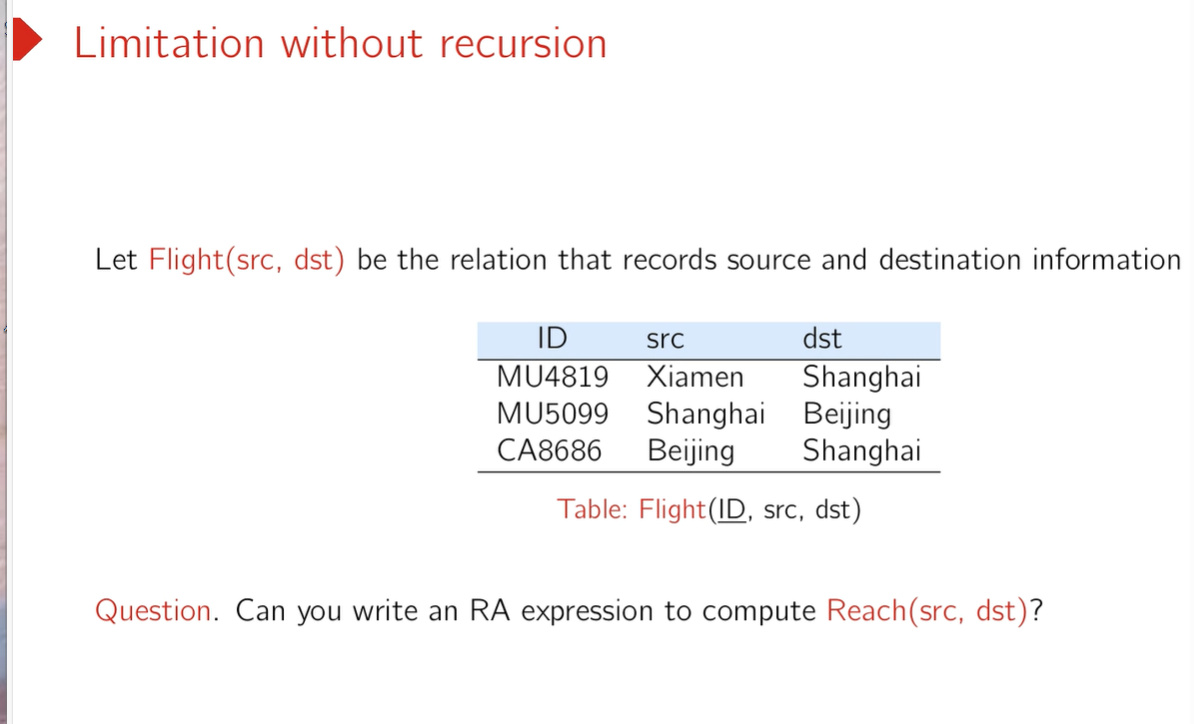 Limitation without recursion
Let Flight(src, dst) be the relation that records source and destination information
ID src dst
MU4819 Xiamen Shanghai
MU5099 Shanghai Beijing
CA8686 Beijing Shanghai
Table: Flight(ID, src, dst)
Question. Can you write an RA expression to compute Reach(src, dst)?